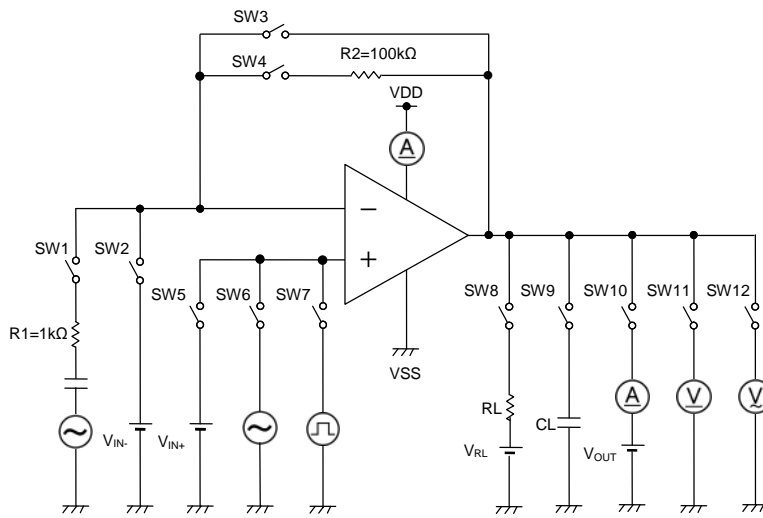 SW3
R2=100kΩ
SW4
VDD
A
−
+
SW1
SW2
SW5
SW6
SW7
SW8
SW9
SW10
SW11
SW12
R1=1kΩ
VSS
VIN-
VIN+
RL
VRL
CL
A
VOUT
V
V